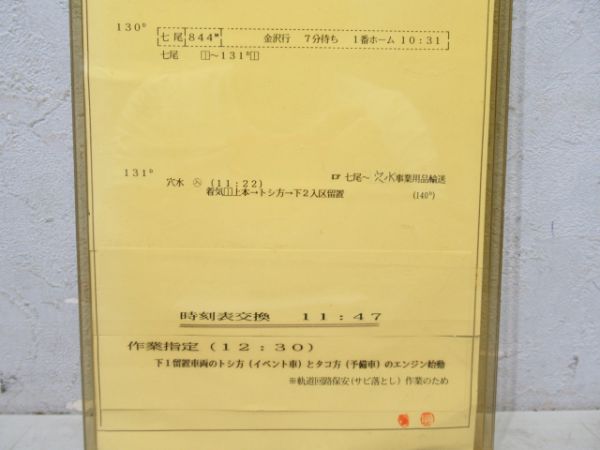 130º
七尾 844 金沢行 7分待ち 1番ホーム 10:31
七尾 〜131
131º
穴水 (11:22) 七尾〜穴水事業用品輸送
着気 上本→トシ方→下2入区留置 (140º)
時刻表交換 11:47
作業指定(12:30)
下1留置車両のトシ方(イベント車)とタコ方(予備車)のエンジン始動
※軌道回路保安(サビ落とし)作業のため